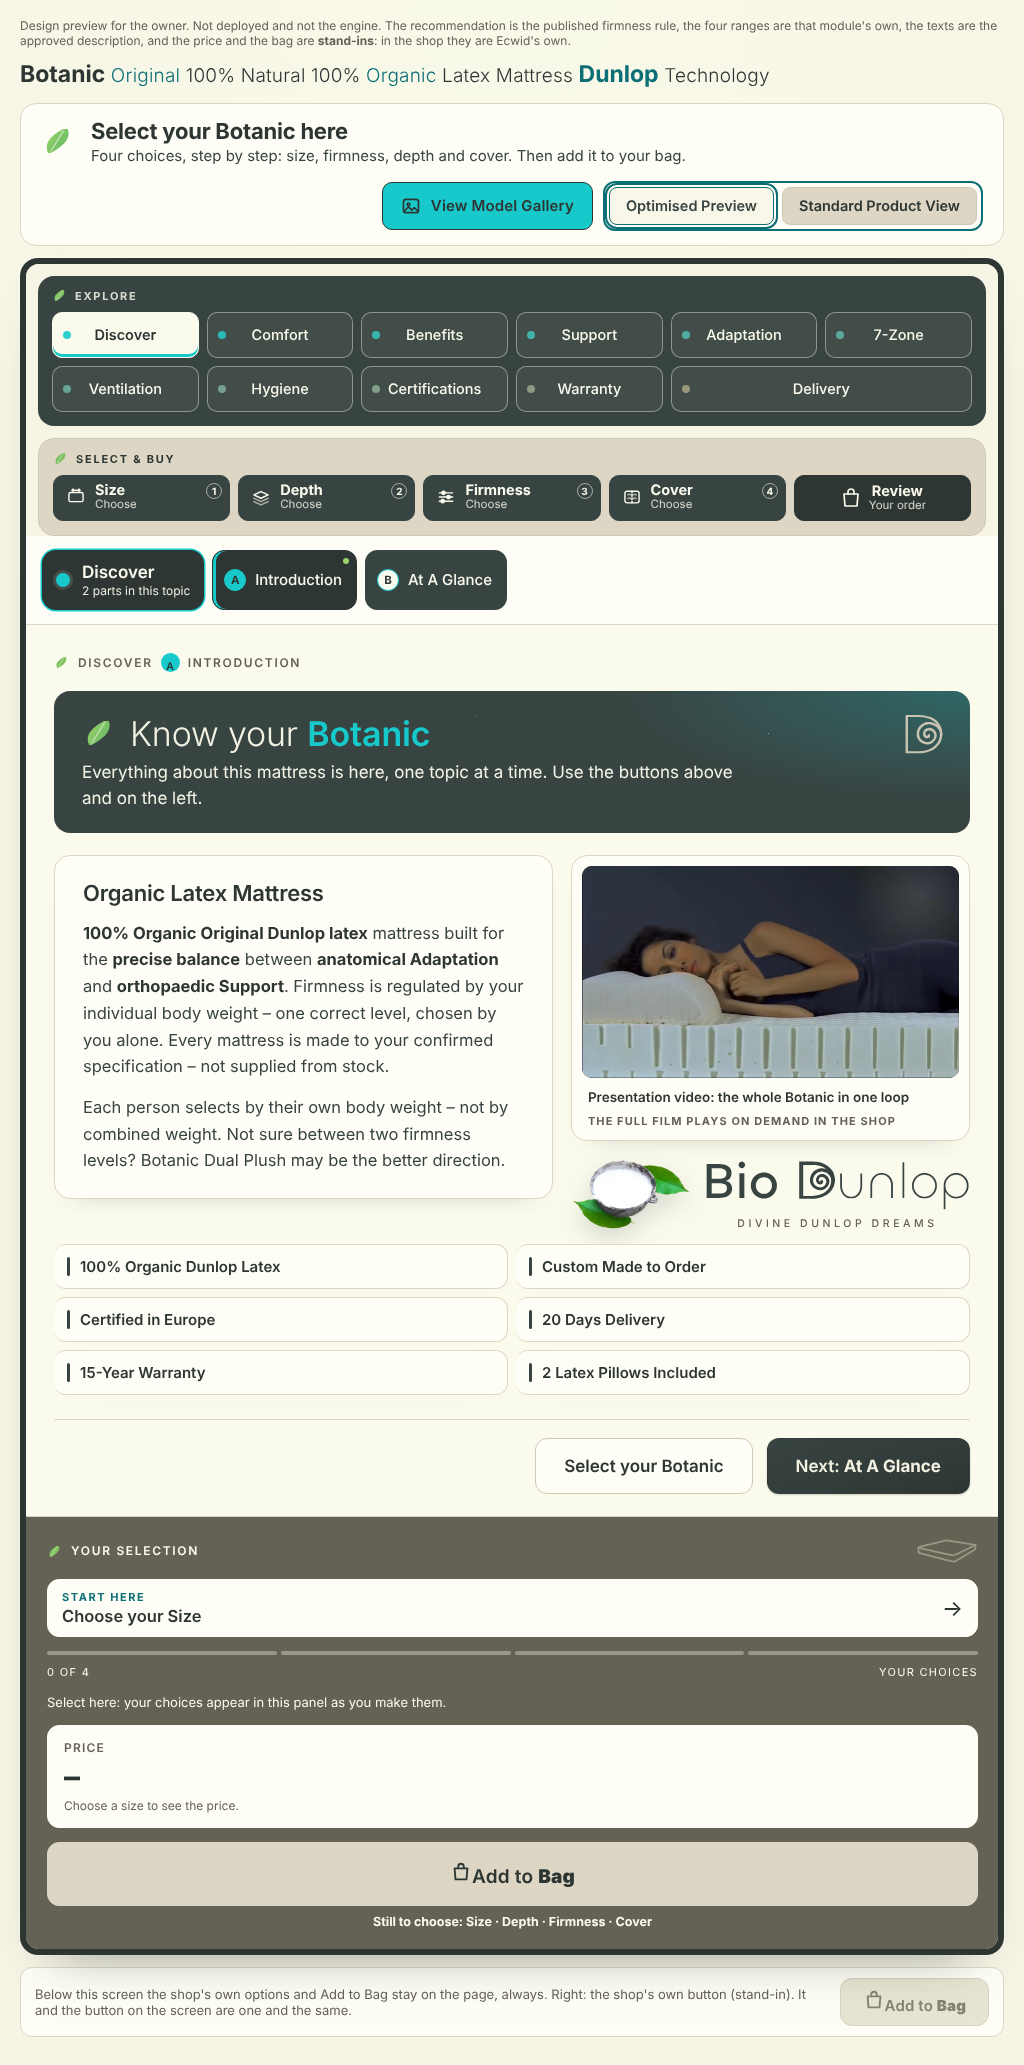 Design preview for the owner. Not deployed and not the engine. The recommendation is the published firmness rule, the four ranges are that module's own, the texts are the
approved description, and the price and the bag are stand-ins: in the shop they are Ecwid's own.
Botanic Original 100% Natural 100% Organic Latex Mattress Dunlop Technology
Select your Botanic here
Four choices, step by step: size, firmness, depth and cover. Then add it to your bag.
View Model Gallery
Optimised Preview
Standard Product View
EXPLORE
Discover
Comfort
Benefits
Support
Adaptation
7-Zone
Ventilation
Hygiene
Certifications
Warranty
Delivery
SELECT & BUY
Size
Choose
1
Depth
Choose
2
Firmness
Choose
3
Cover
Choose
4
Review
Your order
Discover
2 parts in this topic
A
Introduction
B
At A Glance
DISCOVER A INTRODUCTION
Know your Botanic
Everything about this mattress is here, one topic at a time. Use the buttons above
and on the left.
Organic Latex Mattress
100% Organic Original Dunlop latex mattress built for
the precise balance between anatomical Adaptation
and orthopaedic Support. Firmness is regulated by your
individual body weight – one correct level, chosen by
you alone. Every mattress is made to your confirmed
specification – not supplied from stock.
Each person selects by their own body weight – not by
combined weight. Not sure between two firmness
levels? Botanic Dual Plush may be the better direction.
Presentation video: the whole Botanic in one loop
THE FULL FILM PLAYS ON DEMAND IN THE SHOP
Bio Dunlop
DIVINE DUNLOP DREAMS
100% Organic Dunlop Latex
Custom Made to Order
Certified in Europe
20 Days Delivery
15-Year Warranty
2 Latex Pillows Included
Select your Botanic
Next: At A Glance
YOUR SELECTION
START HERE
Choose your Size
0 OF 4
YOUR CHOICES
Select here: your choices appear in this panel as you make them.
PRICE
–
Choose a size to see the price.
Add to Bag
Still to choose: Size · Depth · Firmness · Cover
Below this screen the shop's own options and Add to Bag stay on the page, always. Right: the shop's own button (stand-in). It
and the button on the screen are one and the same.
Add to Bag